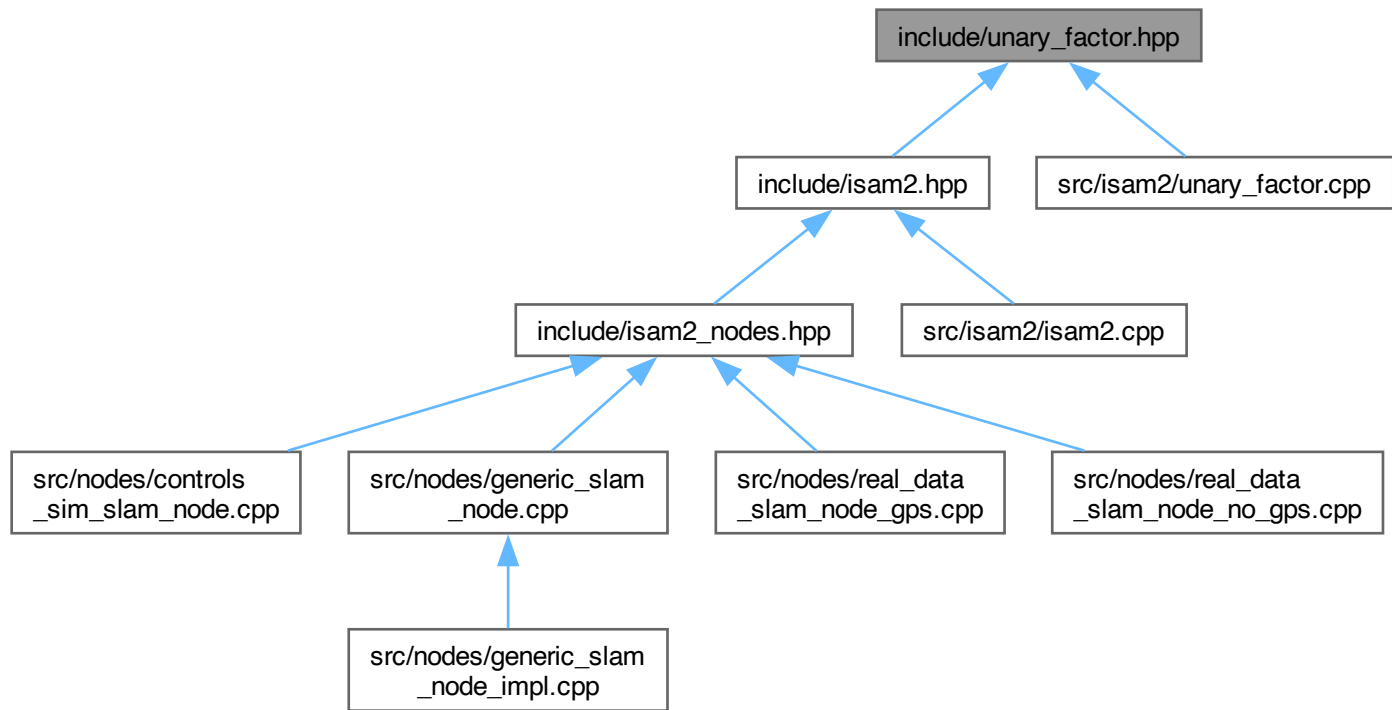 include/unary_factor.hpp
include/isam2.hpp
src/isam2/unary_factor.cpp
include/isam2_nodes.hpp
src/isam2/isam2.cpp
src/nodes/controls
_sim_slam_node.cpp
src/nodes/generic_slam
_node.cpp
src/nodes/real_data
_slam_node_gps.cpp
src/nodes/real_data
_slam_node_no_gps.cpp
src/nodes/generic_slam
_node_impl.cpp